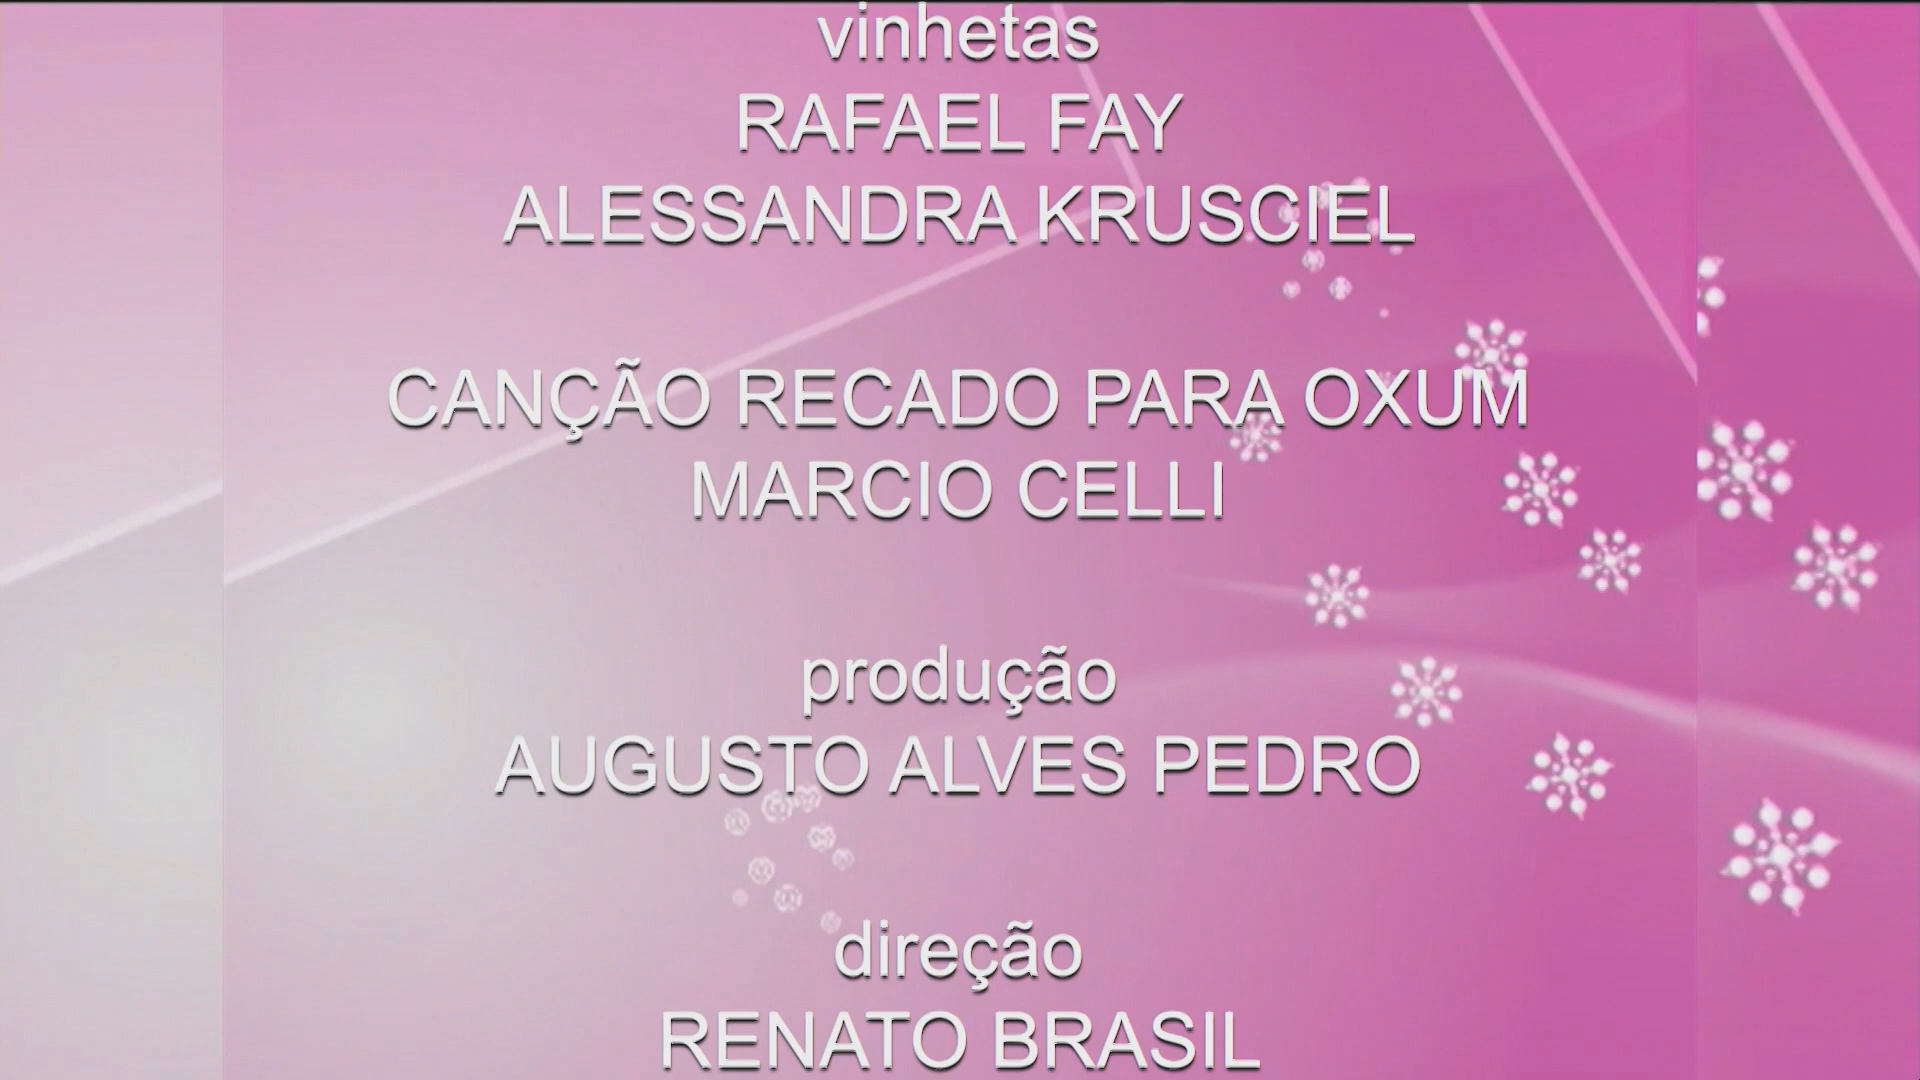 vinhetas
RAFAEL FAY
ALESSANDRA KRUSCIEL
CANÇÃO RECADO PARA OXUM
MARCIO CELLI
produção
AUGUSTO ALVES PEDRO
direção
RENATO BRASIL